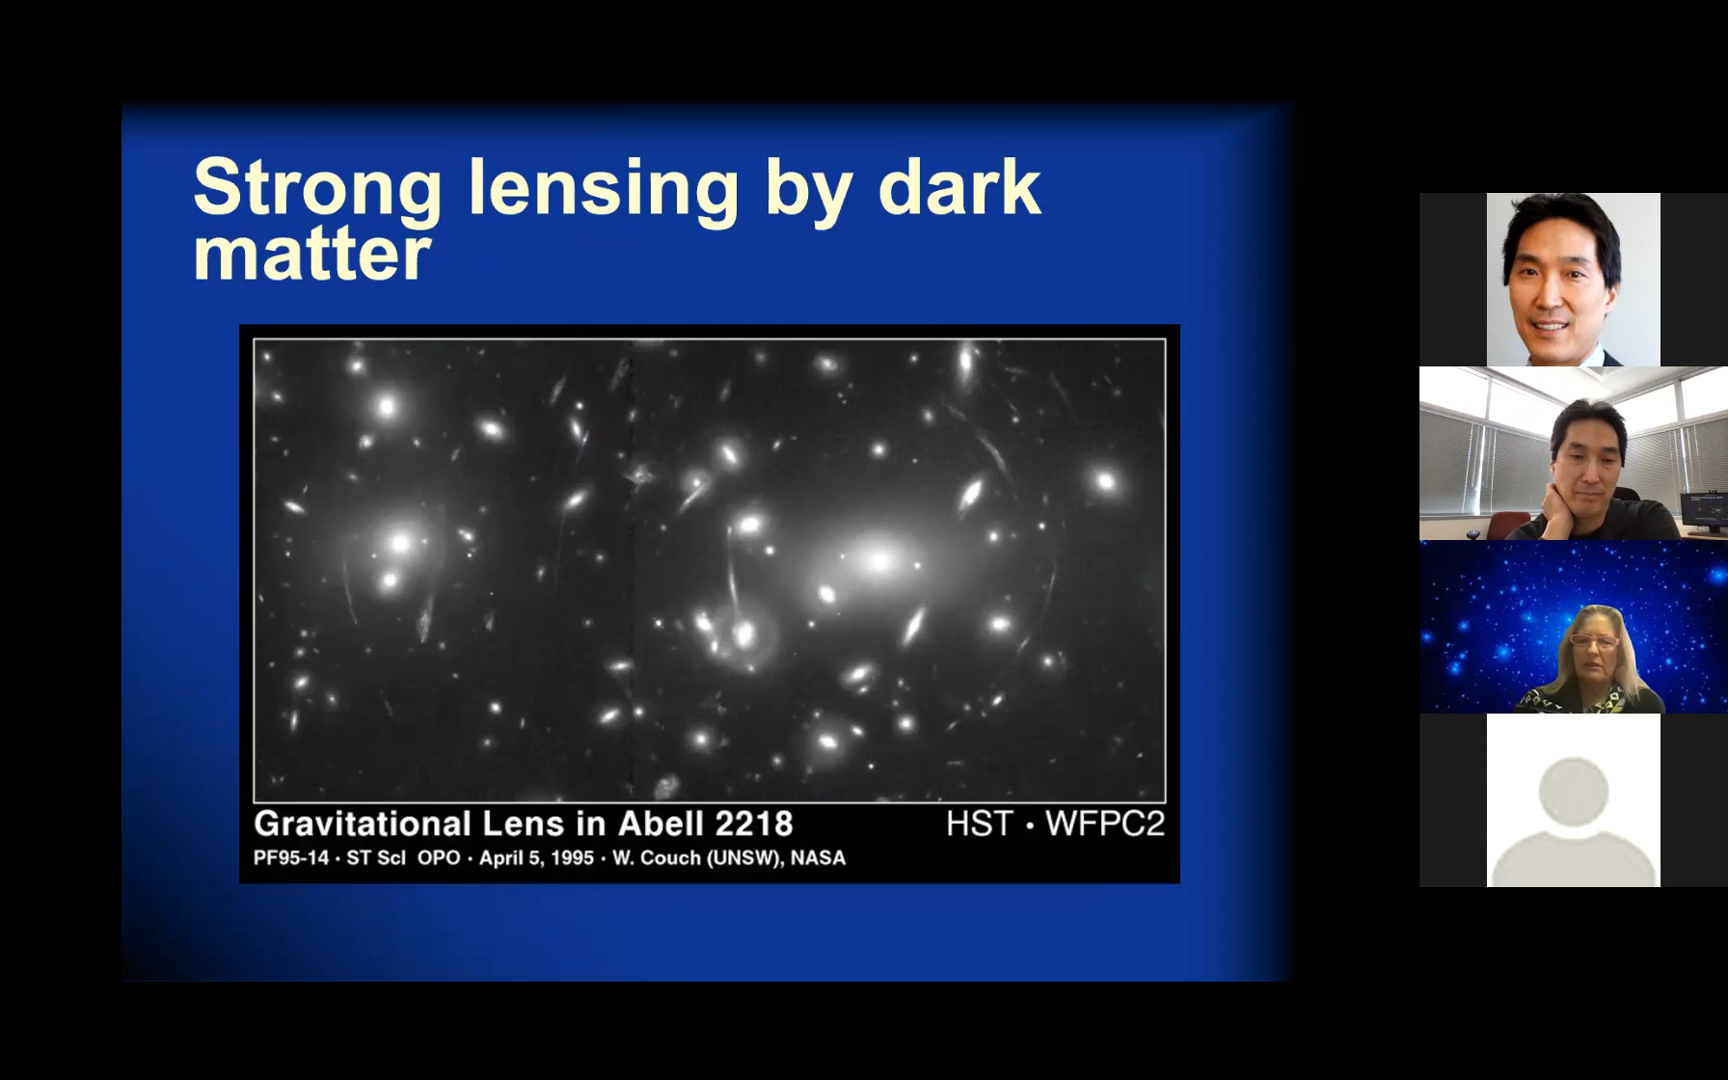 Strong lensing by dark
matter
Gravitational Lens in Abell 2218
HST · WFPC2
PF95-14 · ST ScI OPO · April 5, 1995 · W. Couch (UNSW), NASA